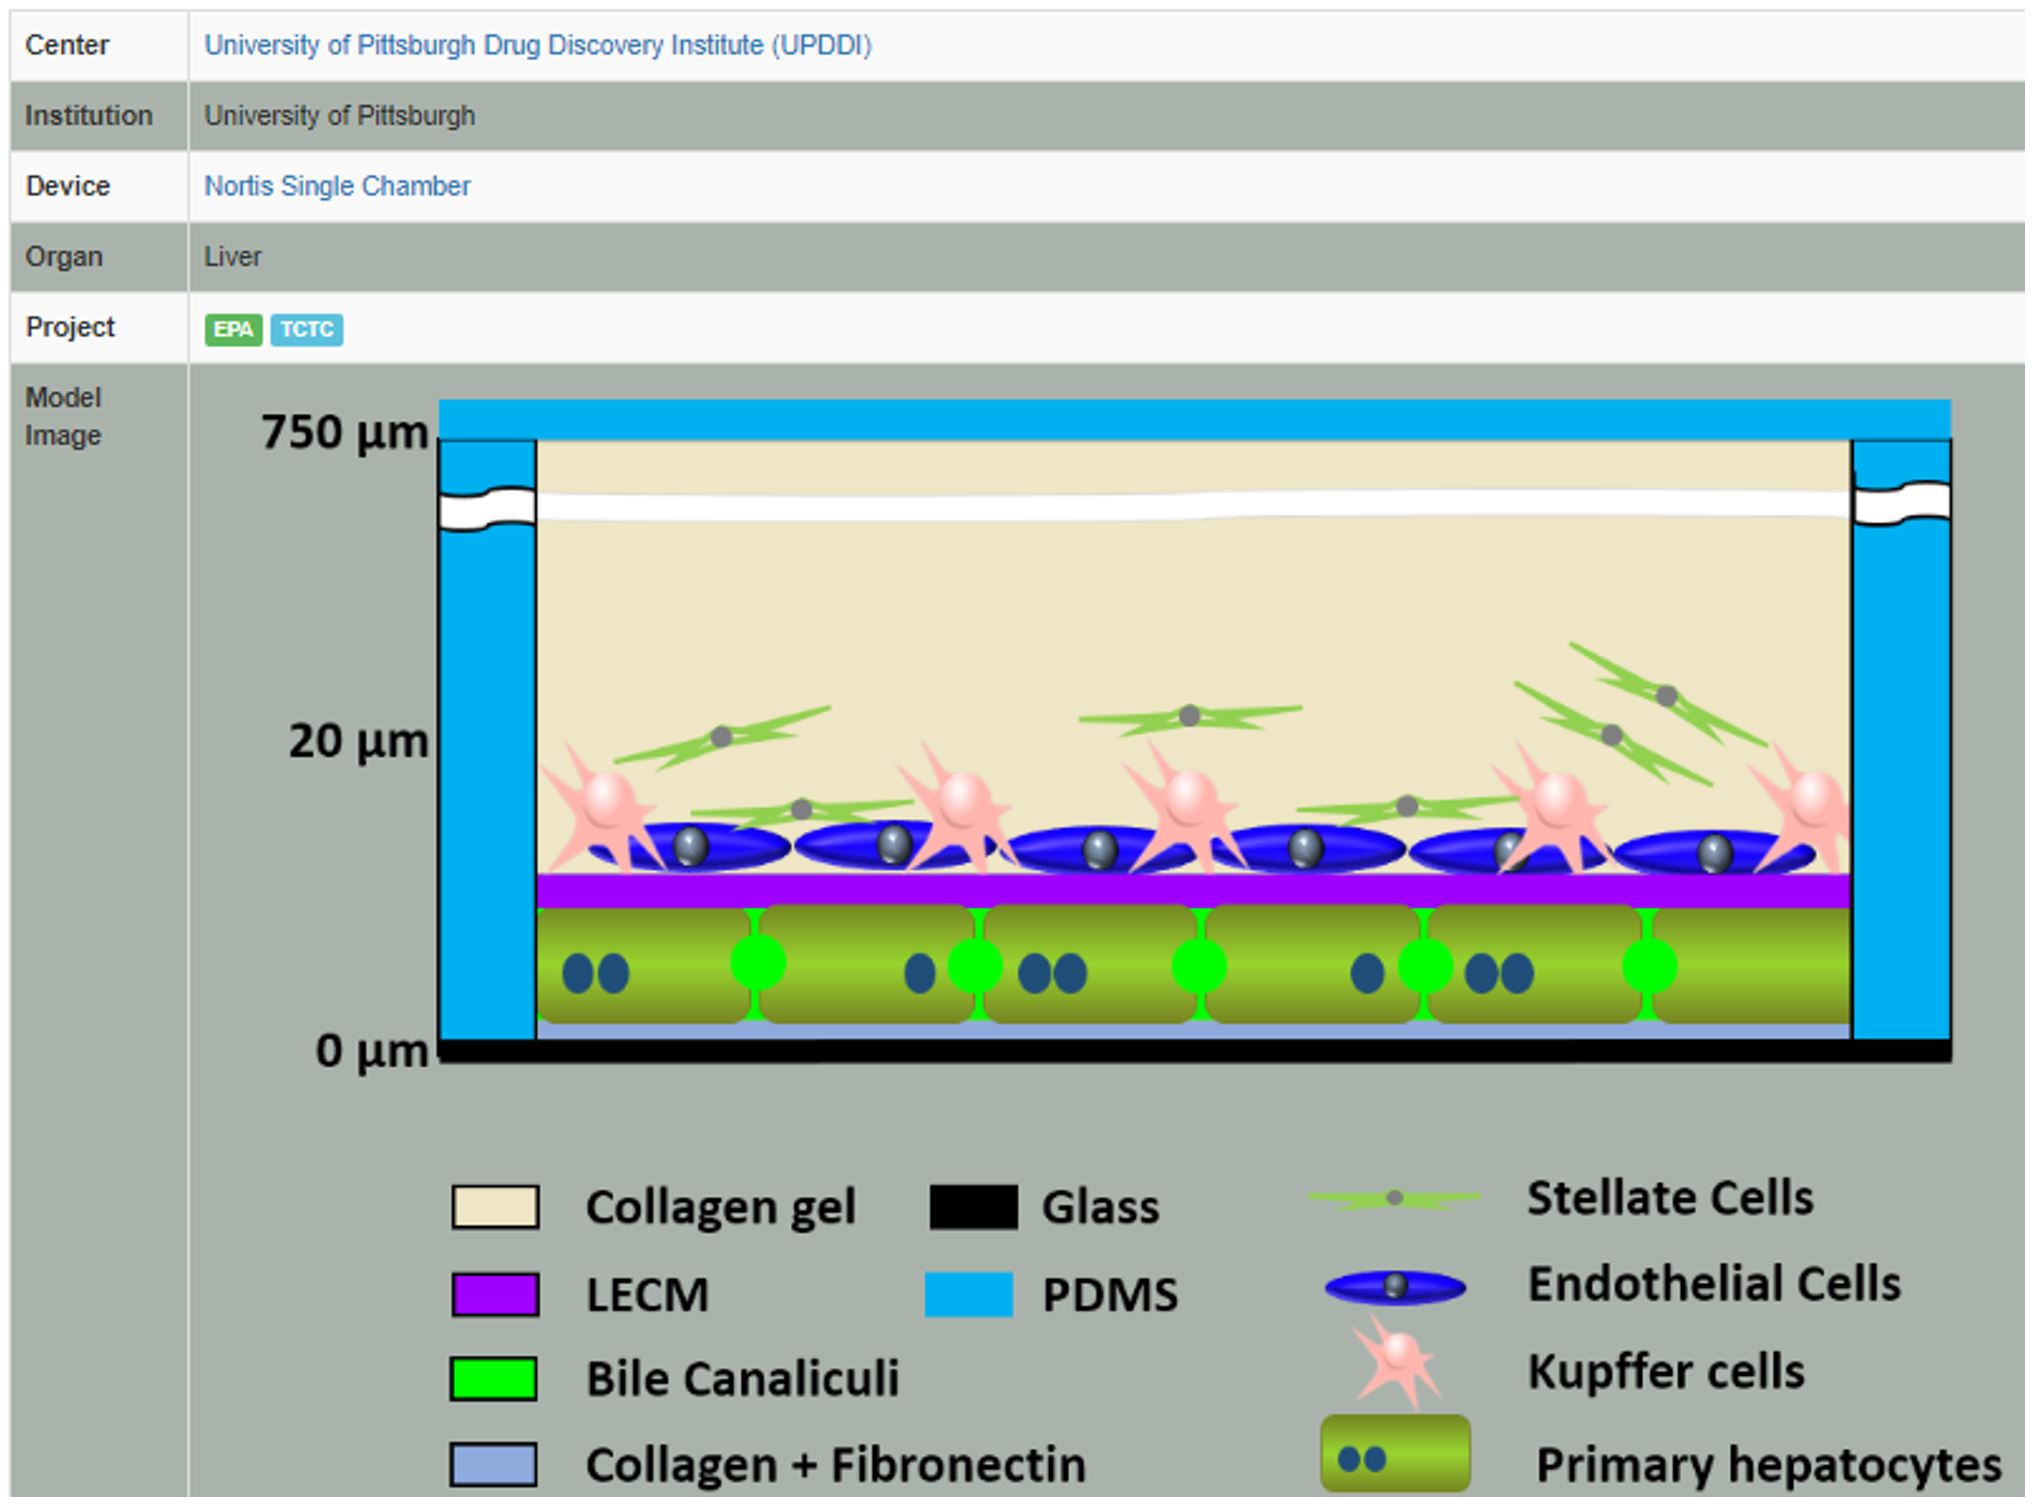 Center University of Pittsburgh Drug Discovery Institute (UPDDI)
Institution University of Pittsburgh
Device Nortis Single Chamber
Organ Liver
Project EPA TCTC
Model
Image
750 µm
20 µm
0 µm
Collagen gel Glass Stellate Cells
LECM PDMS Endothelial Cells
Bile Canaliculi Kupffer cells
Collagen + Fibronectin Primary hepatocytes